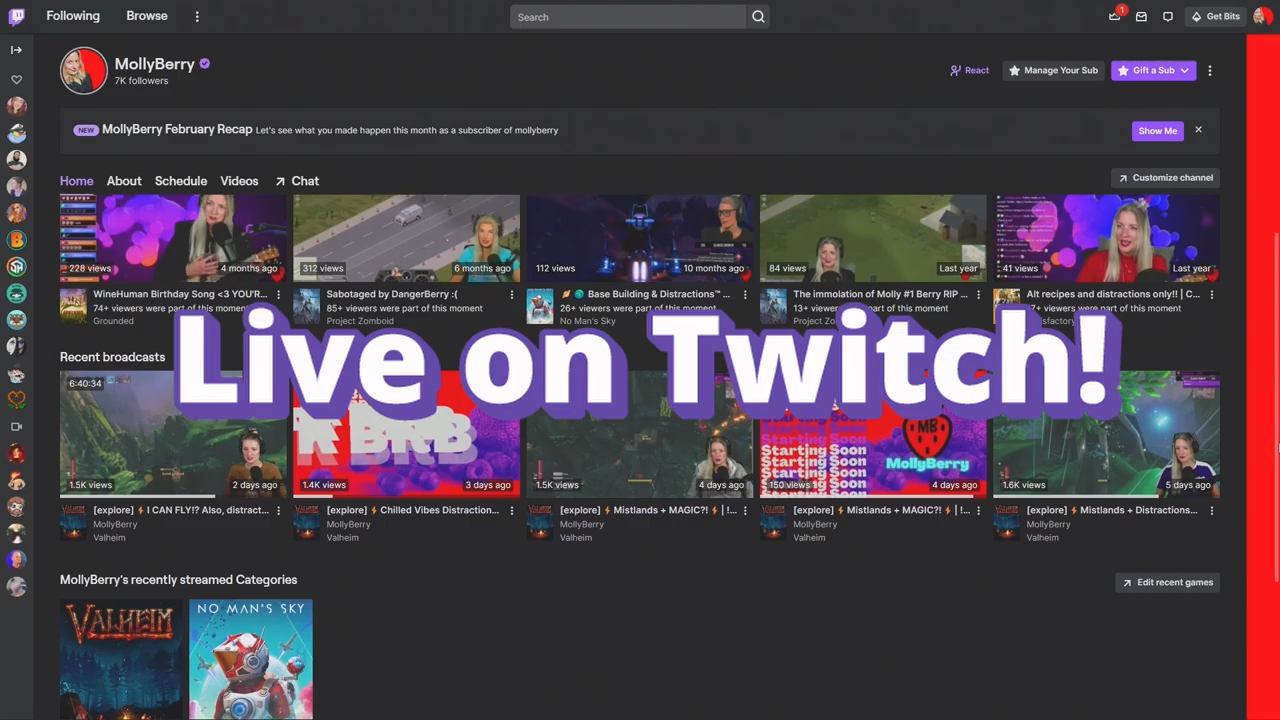 Following
Browse
Search
1
Get Bits
MollyBerry
7K followers
React
Manage Your Sub
Gift a Sub
NEW
MollyBerry February Recap
Let's see what you made happen this month as a subscriber of mollyberry
Show Me
Home
About
Schedule
Videos
Chat
Customize channel
228 views
4 months ago
312 views
6 months ago
112 views
10 months ago
84 views
Last year
41 views
Last year
WineHuman Birthday Song <3 YOU'R...
74+ viewers were part of this moment
Grounded
Sabotaged by DangerBerry :(
85+ viewers were part of this moment
Project Zomboid
Base Building & Distractions™ ...
26+ viewers were part of this moment
No Man's Sky
The immolation of Molly #1 Berry RIP ...
13+ viewers were part of this moment
Alt recipes and distractions only!! | C...
viewers were part of this moment
Live on Twitch!
Recent broadcasts
6:40:34
1.5K views
2 days ago
BRB
1.4K views
3 days ago
1.5K views
4 days ago
Starting Soon
Starting Soon
Starting Soon
MB
MollyBerry
150 views
4 days ago
1.6K views
5 days ago
[explore] ⚡ I CAN FLY!? Also, distract...
MollyBerry
Valheim
[explore] ⚡ Chilled Vibes Distraction...
MollyBerry
Valheim
[explore] ⚡ Mistlands + MAGIC?! ⚡ | !...
MollyBerry
Valheim
[explore] ⚡ Mistlands + MAGIC?! ⚡ | !...
MollyBerry
Valheim
[explore] ⚡ Mistlands + Distractions...
MollyBerry
Valheim
MollyBerry's recently streamed Categories
Edit recent games
VALHEIM
NO MAN'S SKY